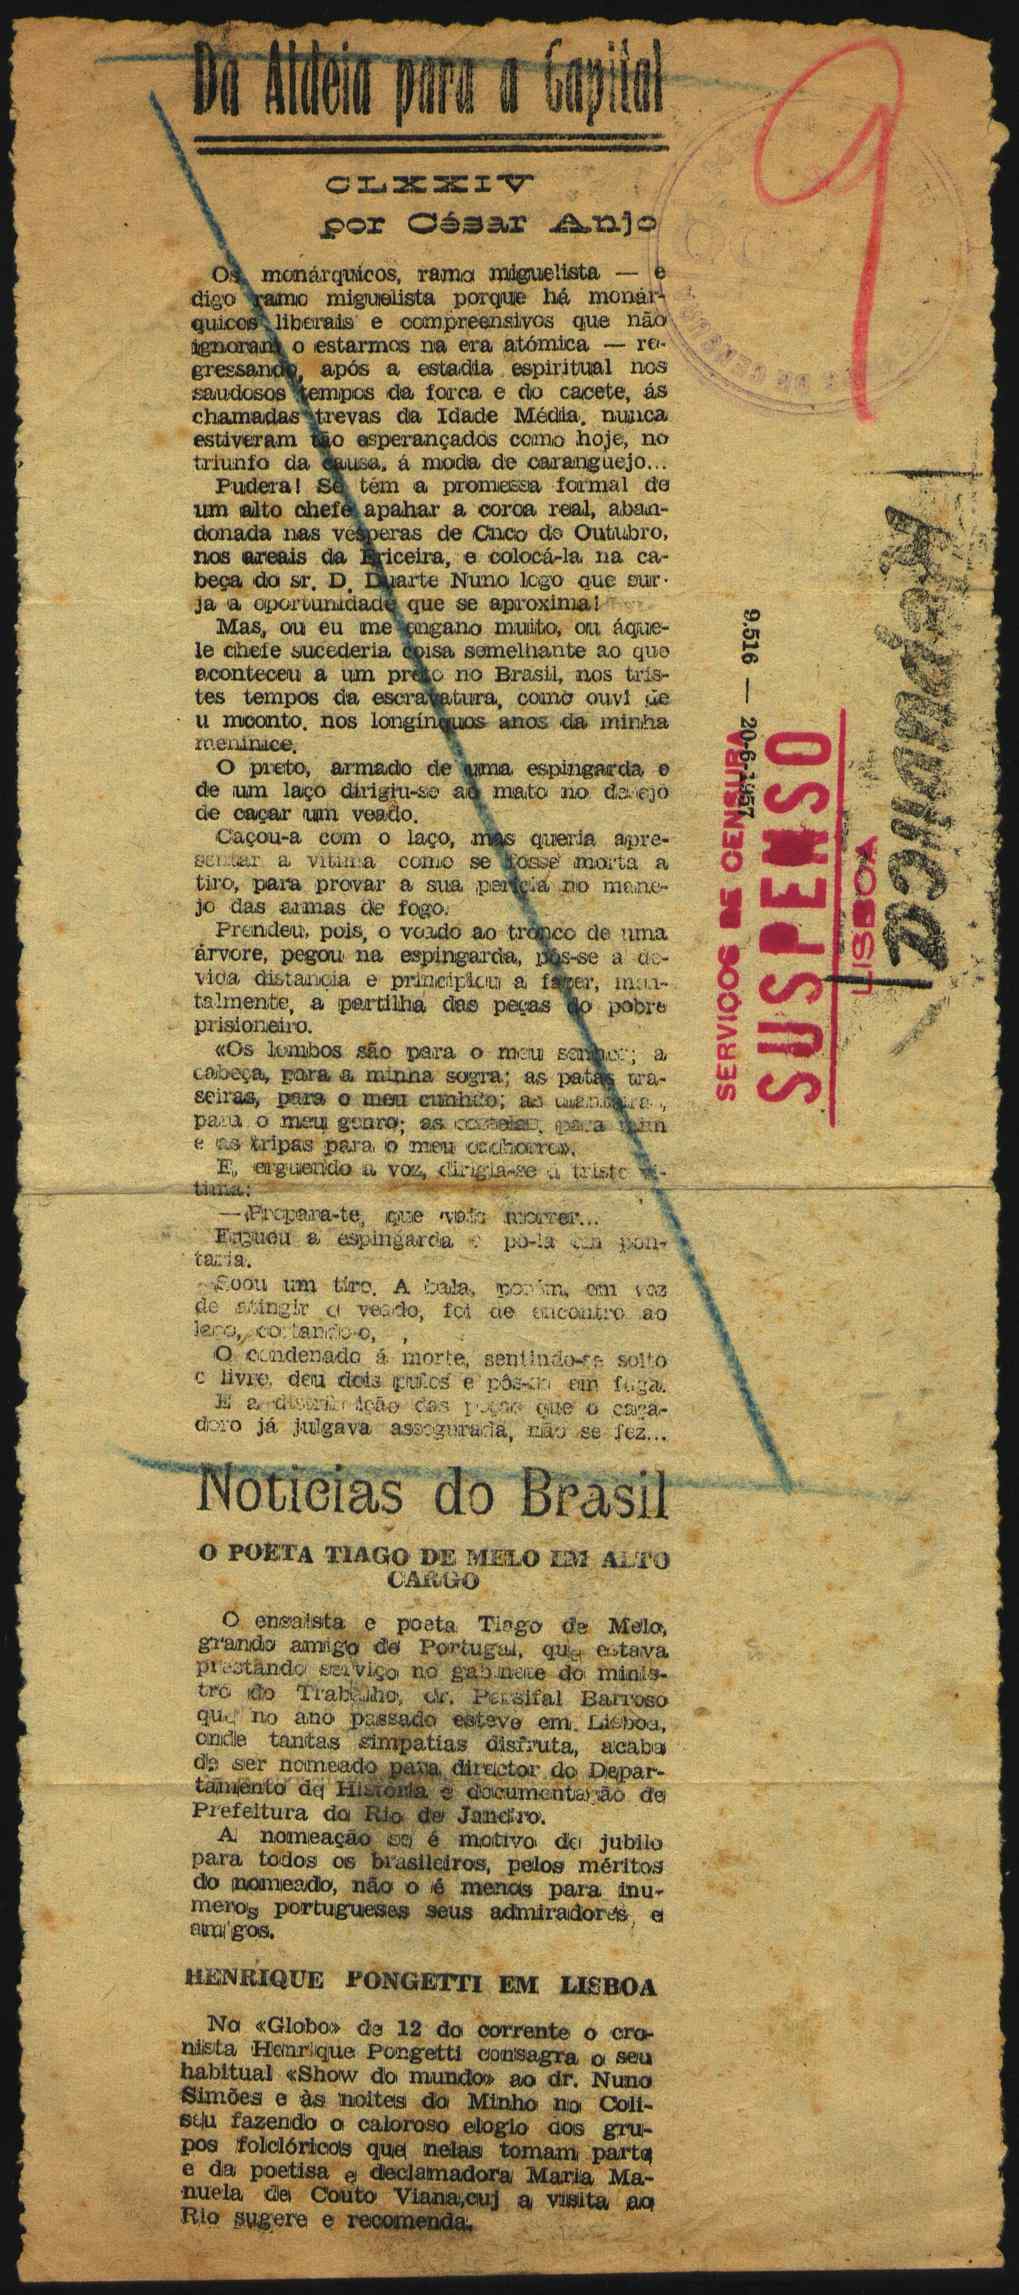 Da Aldeia para a Capital
CLXXIV
por César Anjo
Os monárquicos, ramo miguelista — e
digo ramo miguelista porque há monár-
quicos liberais e compreensivos que não
ignoram o estarmos na era atómica — re-
gressando, após a estadia espiritual nos
saudosos tempos da forca e do cacete, ás
chamadas trevas da Idade Média, nunca
estiveram tão esperançados como hoje, no
triunfo da causa, á moda de caranguejo...
Pudera! Se têm a promessa formal de
um alto chefe apahar a coroa real, aban-
donada nas vésperas de Cnco de Outubro,
nos areais da Ericeira, e colocá-la na ca-
beça do sr. D. Duarte Nuno logo que sur-
ja a oportunidade que se aproxima!
Mas, ou eu me engano muito, ou áque-
le chefe sucederia coisa semelhante ao que
aconteceu a um preto no Brasil, nos tris-
tes tempos da escravatura, como ouvi de
u mconto, nos longínquos anos da minha
meninice.
O preto, armado de uma espingarda e
de um laço dirigiu-se ao mato no desejo
de caçar um veado.
Caçou-a com o laço, mas queria apre-
sentar a vítima como se fosse morta a
tiro, para provar a sua perícia no mane-
jo das armas de fogo.
Prendeu, pois, o veado ao tronco de uma
árvore, pegou na espingarda, pôs-se a de-
vida distancia e principiou a fazer, men-
talmente, a partilha das peças do pobre
prisioneiro.
«Os lombos são para o meu senhor; a
cabeça, para a minha sogra; as patas tra-
seiras, para o meu cunhdo; as dianteiras,
para o meu genro; as costelas, para mim
e as tripas para o meu cachorro».
E, erguendo a voz, dirigia-se á triste ví-
tima:
—Prepara-te, que vais morrer...
Ergueu a espingarda e pô-la em pon-
taria.
Soou um tiro. A bala, porém, em vez
de atingir o veado, foi de encontro ao
laço, cortando-o,
O condenado á morte, sentindo-se solto
e livre, deu dois pulos e pôs-se em fuga.
E a distribuição das peças que o caça-
dero já julgava assegurada, não se fez...
Noticias do Brasil
O POETA TIAGO DE MELO EM ALTO
CARGO
O ensaista e poeta Tiago de Melo,
grande amigo de Portugal, que estava
prestando serviço no gabinete do minis-
tro do Trabalho, dr. Parsifal Barroso
que no ano passado esteve em Lisboa,
onde tantas simpatias disfruta, acaba
de ser nomeado para director do Depar-
tamento de História e documentação de
Prefeitura do Rio de Janeiro.
A nomeação se é motivo de jubilo
para todos os brasileiros, pelos méritos
do nomeado, não o é menos para inu-
meros portugueses seus admiradores e
amigos.
HENRIQUE PONGETTI EM LISBOA
No «Globo» de 12 do corrente o cro-
nista Henrique Pongetti consagra o seu
habitual «Show do mundo» ao dr. Nuno
Simões e às noites do Minho no Coli-
seu fazendo o caloroso elogio dos gru-
pos folclóricos que nelas tomam parte
e da poetisa e declamadora Maria Ma-
nuela de Couto Viana,cuj a visita ao
Rio sugere e recomenda.
9
9.516 — 20-6-1957
SERVIÇOS DE CENSURA
SUSPENSO
LISBOA
República